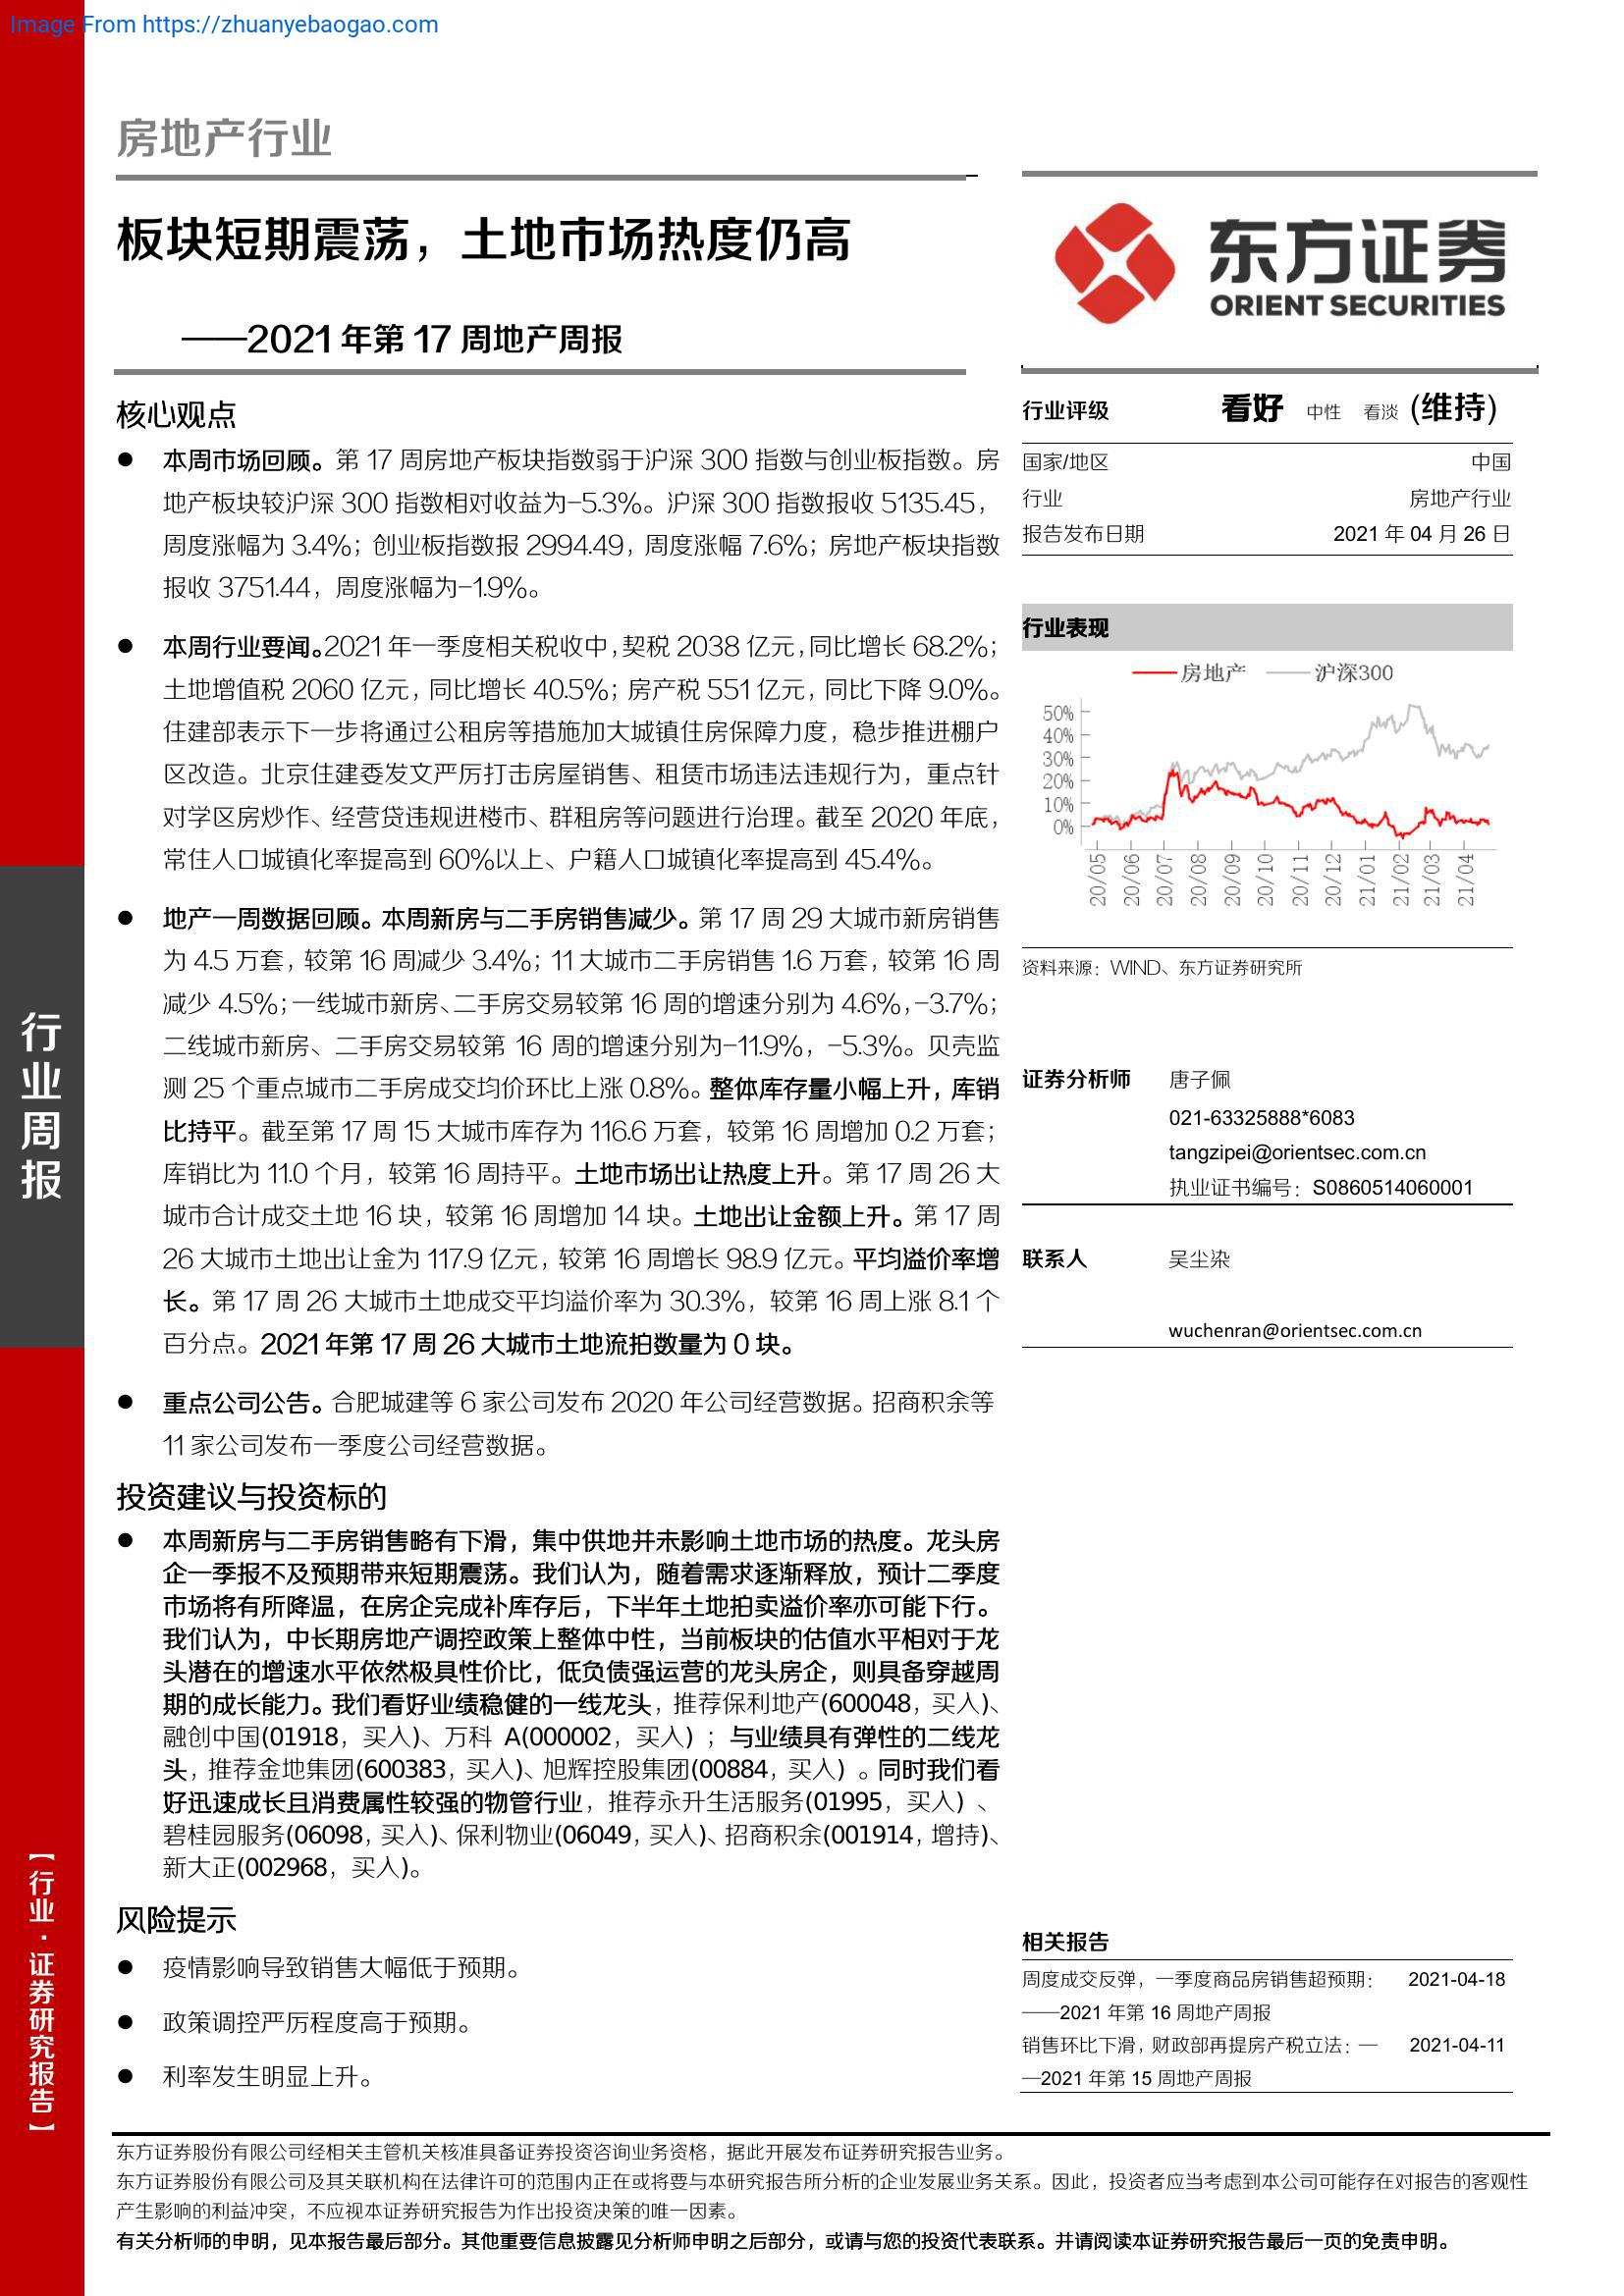 Image From https://zhuanyebaogao.com
房地产行业
板块短期震荡，土地市场热度仍高
——2021年第 17 周地产周报
核心观点
● 本周市场回顾。第 17 周房地产板块指数弱于沪深 300 指数与创业板指数。房
地产板块较沪深 300 指数相对收益为-5.3%。沪深 300 指数报收 5135.45，
周度涨幅为 3.4%；创业板指数报 2994.49，周度涨幅 7.6%；房地产板块指数
报收 3751.44，周度涨幅为-1.9%。
● 本周行业要闻。2021年一季度相关税收中，契税 2038 亿元，同比增长 68.2%；
土地增值税 2060 亿元，同比增长 40.5%；房产税 551亿元，同比下降 9.0%。
住建部表示下一步将通过公租房等措施加大城镇住房保障力度，稳步推进棚户
区改造。北京住建委发文严厉打击房屋销售、租赁市场违法违规行为，重点针
对学区房炒作、经营贷违规进楼市、群租房等问题进行治理。截至 2020 年底，
常住人口城镇化率提高到 60%以上、户籍人口城镇化率提高到 45.4%。
● 地产一周数据回顾。本周新房与二手房销售减少。第 17 周 29 大城市新房销售
为 4.5 万套，较第 16 周减少 3.4%；11大城市二手房销售 1.6 万套，较第 16 周
减少 4.5%；一线城市新房、二手房交易较第 16 周的增速分别为 4.6%，-3.7%；
二线城市新房、二手房交易较第 16 周的增速分别为-11.9%，-5.3%。贝壳监
测 25 个重点城市二手房成交均价环比上涨 0.8%。整体库存量小幅上升，库销
比持平。截至第 17 周 15 大城市库存为 116.6 万套，较第 16 周增加 0.2 万套；
库销比为 11.0 个月，较第 16 周持平。土地市场出让热度上升。第 17 周 26 大
城市合计成交土地 16 块，较第 16 周增加 14 块。土地出让金额上升。第 17 周
26 大城市土地出让金为 117.9 亿元，较第 16 周增长 98.9 亿元。平均溢价率增
长。第 17 周 26 大城市土地成交平均溢价率为 30.3%，较第 16 周上涨 8.1 个
百分点。2021年第 17 周 26 大城市土地流拍数量为 0 块。
● 重点公司公告。合肥城建等 6 家公司发布 2020 年公司经营数据。招商积余等
11 家公司发布一季度公司经营数据。
投资建议与投资标的
● 本周新房与二手房销售略有下滑，集中供地并未影响土地市场的热度。龙头房
企一季报不及预期带来短期震荡。我们认为，随着需求逐渐释放，预计二季度
市场将有所降温，在房企完成补库存后，下半年土地拍卖溢价率亦可能下行。
我们认为，中长期房地产调控政策上整体中性，当前板块的估值水平相对于龙
头潜在的增速水平依然极具性价比，低负债强运营的龙头房企，则具备穿越周
期的成长能力。我们看好业绩稳健的一线龙头，推荐保利地产(600048，买入)、
融创中国(01918，买入)、万科 A(000002，买入)；与业绩具有弹性的二线龙
头，推荐金地集团(600383，买入)、旭辉控股集团(00884，买入) 。同时我们看
好迅速成长且消费属性较强的物管行业，推荐永升生活服务(01995，买入) 、
碧桂园服务(06098，买入)、保利物业(06049，买入)、招商积余(001914，增持)、
新大正(002968，买入)。
风险提示
● 疫情影响导致销售大幅低于预期。
● 政策调控严厉程度高于预期。
● 利率发生明显上升。
东方证券
ORIENT SECURITIES
行业评级 看好 中性 看淡 (维持)
国家/地区 中国
行业 房地产行业
报告发布日期 2021 年 04 月 26 日
行业表现
房地产 沪深300
50%
40%
30%
20%
10%
0%
20/05 20/06 20/07 20/08 20/09 20/10 20/11 20/12 21/01 21/02 21/03 21/04
资料来源：WIND、东方证券研究所
证券分析师 唐子佩
021-63325888*6083
tangzipei@orientsec.com.cn
执业证书编号：S0860514060001
联系人 吴尘染
wuchenran@orientsec.com.cn
相关报告
周度成交反弹，一季度商品房销售超预期： 2021-04-18
——2021 年第 16 周地产周报
销售环比下滑，财政部再提房产税立法：— 2021-04-11
—2021 年第 15 周地产周报
行业周报
【行业·证券研究报告】
东方证券股份有限公司经相关主管机关核准具备证券投资咨询业务资格，据此开展发布证券研究报告业务。
东方证券股份有限公司及其关联机构在法律许可的范围内正在或将要与本研究报告所分析的企业发展业务关系。因此，投资者应当考虑到本公司可能存在对报告的客观性
产生影响的利益冲突，不应视本证券研究报告为作出投资决策的唯一因素。
有关分析师的申明，见本报告最后部分。其他重要信息披露见分析师申明之后部分，或请与您的投资代表联系。并请阅读本证券研究报告最后一页的免责申明。